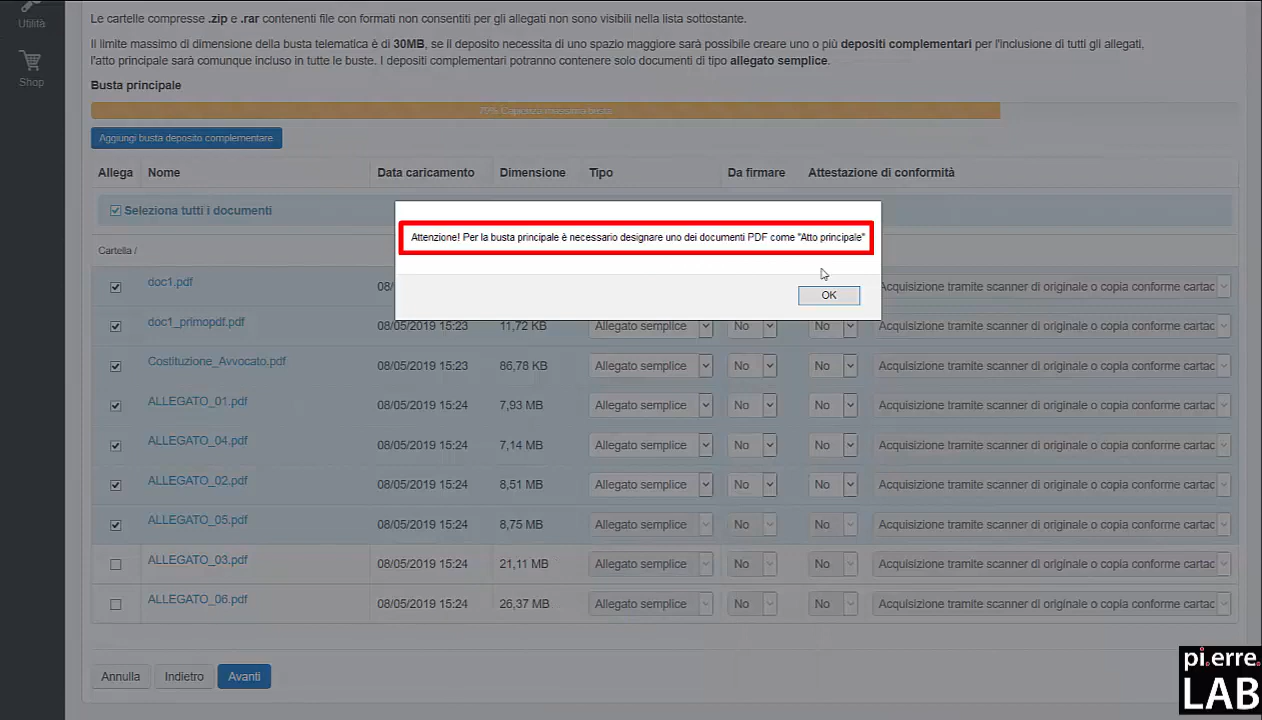 Utilità
Shop
Le cartelle compresse .zip e .rar contenenti file con formati non consentiti per gli allegati non sono visibili nella lista sottostante.
Il limite massimo di dimensione della busta telematica è di 30MB, se il deposito necessita di uno spazio maggiore sarà possibile creare uno o più depositi complementari per l'inclusione di tutti gli allegati,
l'atto principale sarà comunque incluso in tutte le buste. I depositi complementari potranno contenere solo documenti di tipo allegato semplice.
Busta principale
79% Capienza massima busta
Aggiungi busta deposito complementare
Allega Nome Data caricamento Dimensione Tipo Da firmare Attestazione di conformità
Seleziona tutti i documenti
Attenzione! Per la busta principale è necessario designare uno dei documenti PDF come "Atto principale"
OK
Cartella /
doc1.pdf 08/ Acquisizione tramite scanner di originale o copia conforme cartac
doc1_primopdf.pdf 08/05/2019 15:23 11,72 KB Allegato semplice No No Acquisizione tramite scanner di originale o copia conforme cartac
Costituzione_Avvocato.pdf 08/05/2019 15:23 86,78 KB Allegato semplice No No Acquisizione tramite scanner di originale o copia conforme cartac
ALLEGATO_01.pdf 08/05/2019 15:24 7,93 MB Allegato semplice No No Acquisizione tramite scanner di originale o copia conforme cartac
ALLEGATO_04.pdf 08/05/2019 15:24 7,14 MB Allegato semplice No No Acquisizione tramite scanner di originale o copia conforme cartac
ALLEGATO_02.pdf 08/05/2019 15:24 8,51 MB Allegato semplice No No Acquisizione tramite scanner di originale o copia conforme cartac
ALLEGATO_05.pdf 08/05/2019 15:24 8,75 MB Allegato semplice No No Acquisizione tramite scanner di originale o copia conforme cartac
ALLEGATO_03.pdf 08/05/2019 15:24 21,11 MB Allegato semplice No No Acquisizione tramite scanner di originale o copia conforme cartac
ALLEGATO_06.pdf 08/05/2019 15:24 26,37 MB Allegato semplice No No Acquisizione tramite scanner di originale o copia conforme cartac
Annulla Indietro Avanti
pi.erre.
LAB